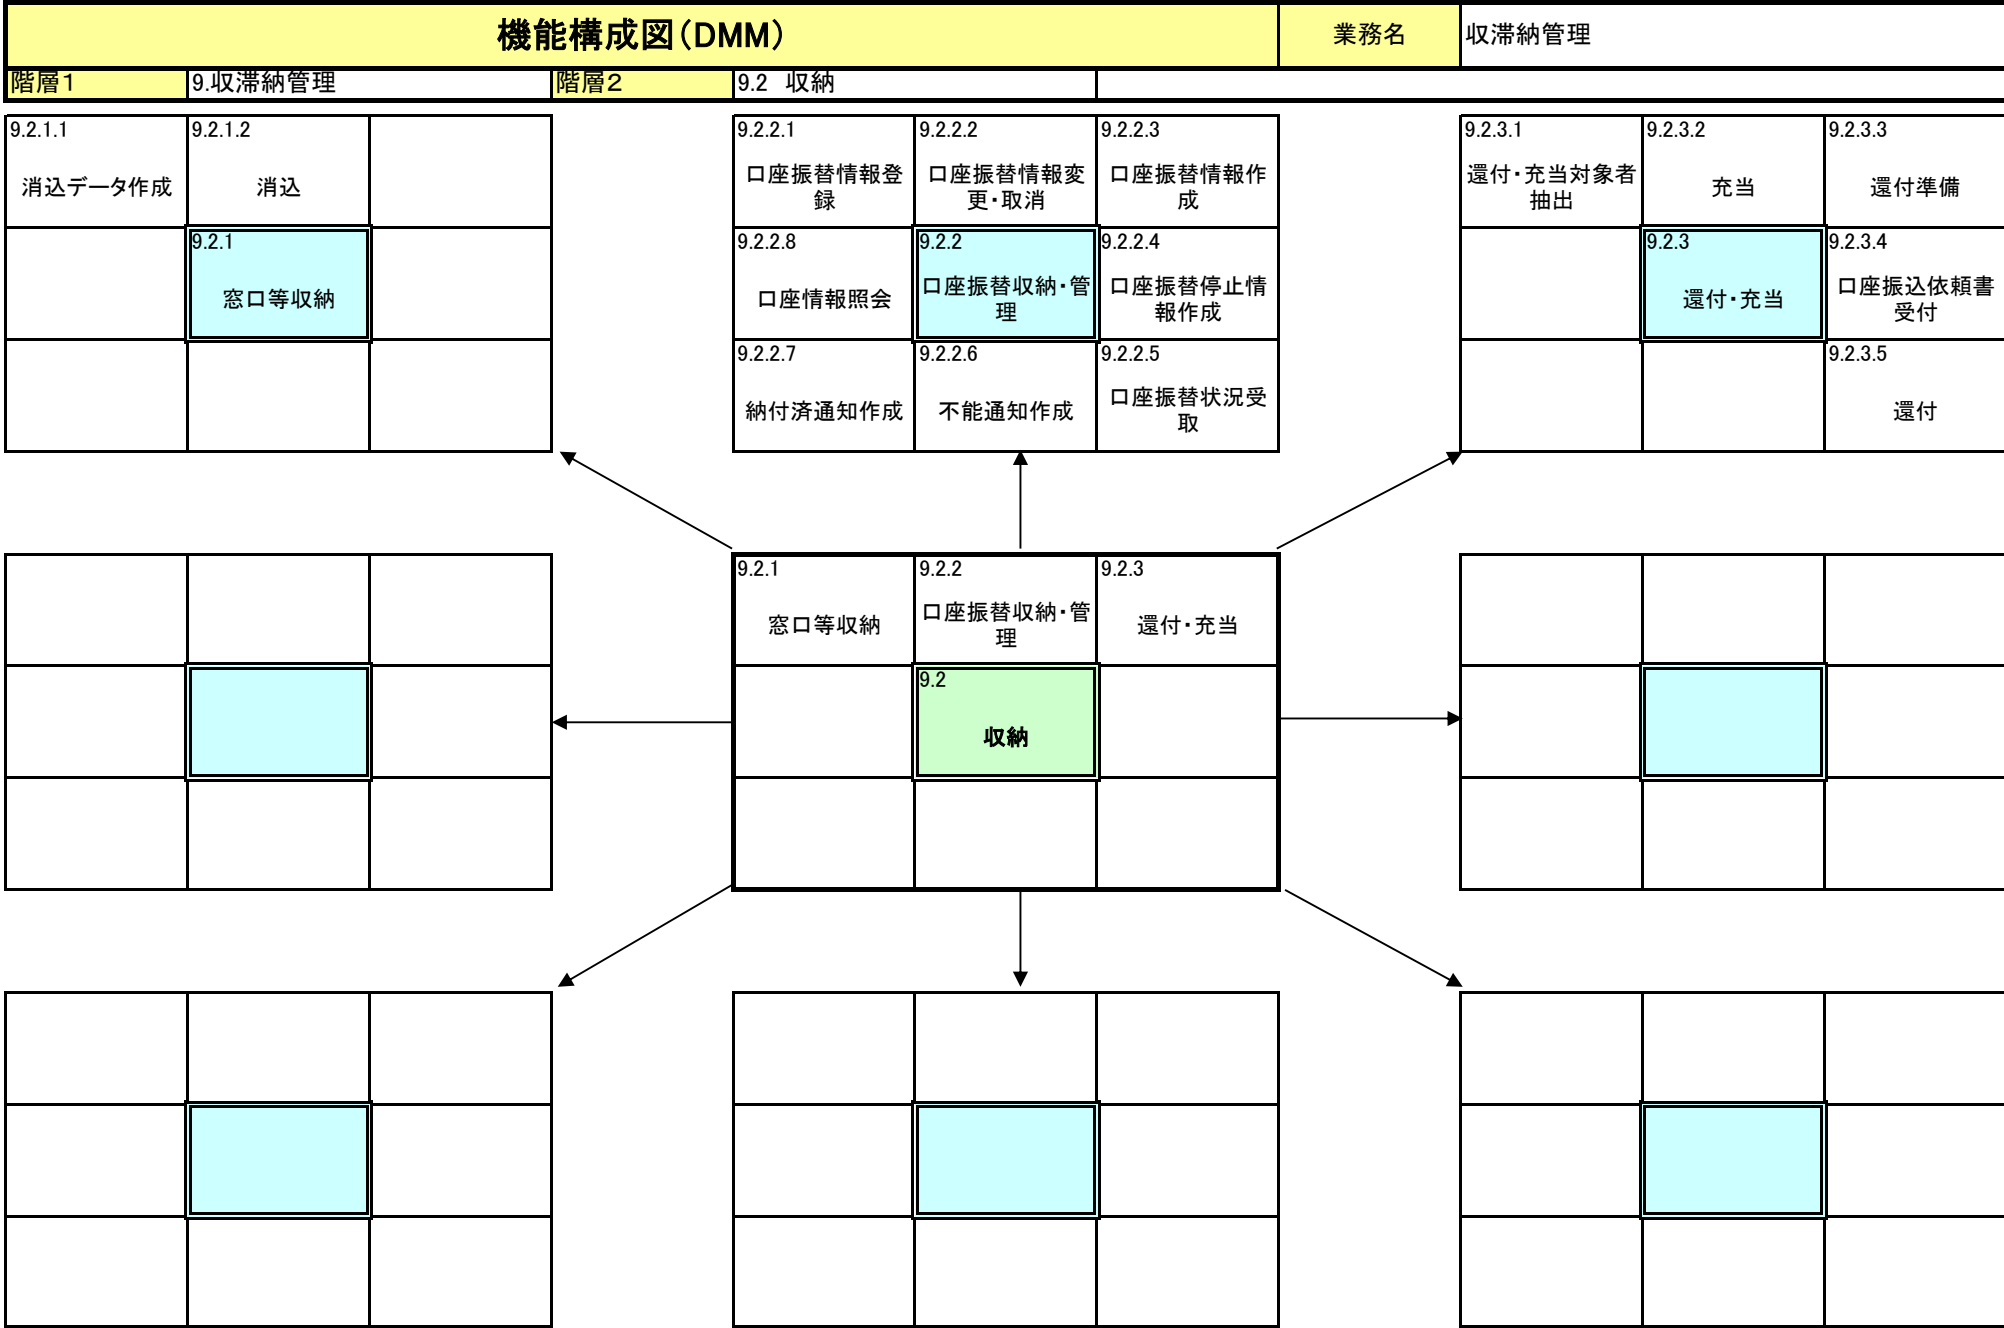 機能構成図(DMM)
業務名
収滞納管理
階層1
9.収滞納管理
階層2
9.2 収納
9.2.1.1
消込データ作成
9.2.1.2
消込
9.2.1
窓口等収納
9.2.2.1
口座振替情報登
録
9.2.2.2
口座振替情報変
更・取消
9.2.2.3
口座振替情報作
成
9.2.2.8
口座情報照会
9.2.2
口座振替収納・管
理
9.2.2.4
口座振替停止情
報作成
9.2.2.7
納付済通知作成
9.2.2.6
不能通知作成
9.2.2.5
口座振替状況受
取
9.2.3.1
還付・充当対象者
抽出
9.2.3.2
充当
9.2.3.3
還付準備
9.2.3
還付・充当
9.2.3.4
口座振込依頼書
受付
9.2.3.5
還付
9.2.1
窓口等収納
9.2.2
口座振替収納・管
理
9.2.3
還付・充当
9.2
収納